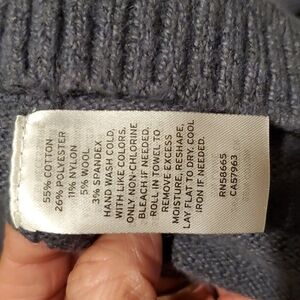 55% COTTON
26% POLYESTER
11% NYLON
5% WOOL
3% SPANDEX
HAND WASH COLD,
WITH LIKE COLORS.
ONLY NON-CHLORINE
BLEACH IF NEEDED.
ROLL IN TOWEL TO
REMOVE EXCESS
MOISTURE, RESHAPE,
LAY FLAT TO DRY. COOL
IRON IF NEEDED.
RN58665
CA57963